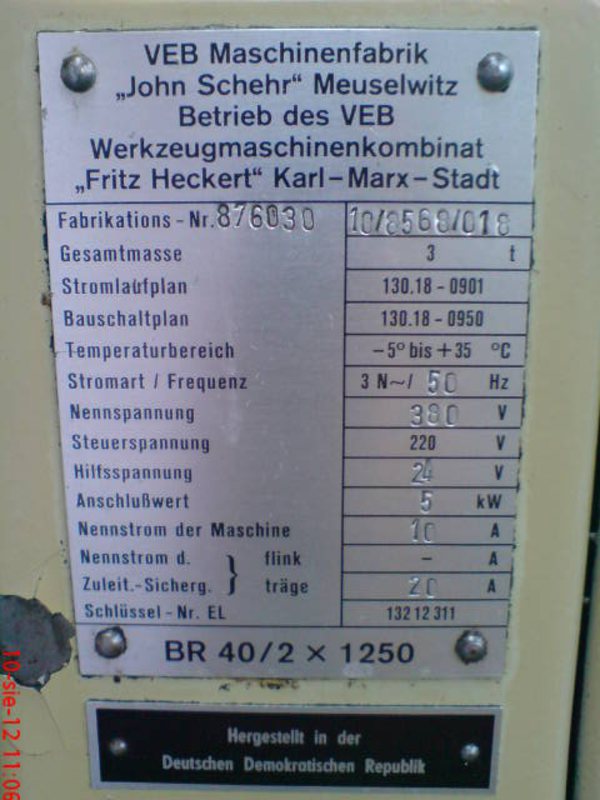 VEB Maschinenfabrik
„John Schehr“ Meuselwitz
Betrieb des VEB
Werkzeugmaschinenkombinat
„Fritz Heckert“ Karl-Marx-Stadt
Fabrikations-Nr. 876030 10/8568/018
Gesamtmasse 3 t
Stromlaufplan 130.18-0901
Bauschaltplan 130.18-0950
Temperaturbereich -5° bis +35 °C
Stromart / Frequenz 3 N~/ 50 Hz
Nennspannung 380 V
Steuerspannung 220 V
Hilfsspannung 24 V
Anschlußwert 5 kW
Nennstrom der Maschine 10 A
Nennstrom d. } flink - A
Zuleit.-Sicherg. träge 20 A
Schlüssel-Nr. EL 132 12 311
BR 40/2 × 1250
Hergestellt in der
Deutschen Demokratischen Republik
10-sie-12 11:06